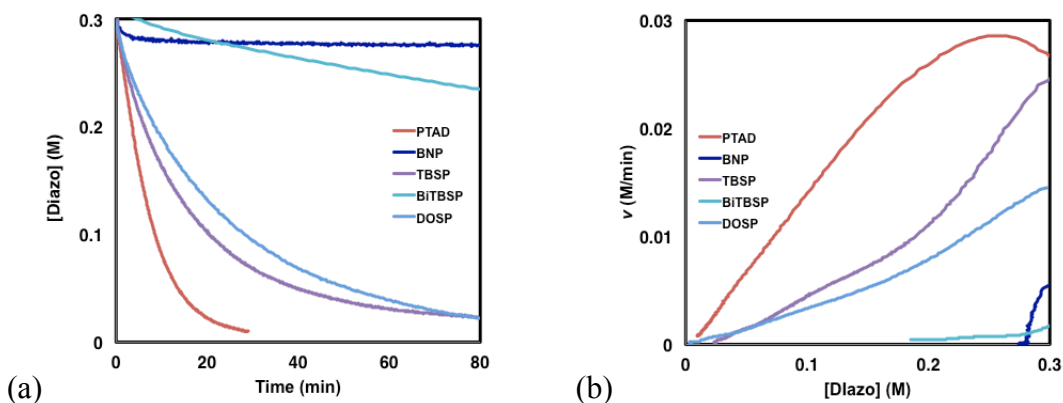 0.3
0.2
0.1
0
[Diazo] (M)
PTAD
BNP
TBSP
BiTBSP
DOSP
0 20 40 60 80
Time (min)
(a)
0.03
0.02
0.01
0
v (M/min)
PTAD
BNP
TBSP
BiTBSP
DOSP
0 0.1 0.2 0.3
[DIazo] (M)
(b)